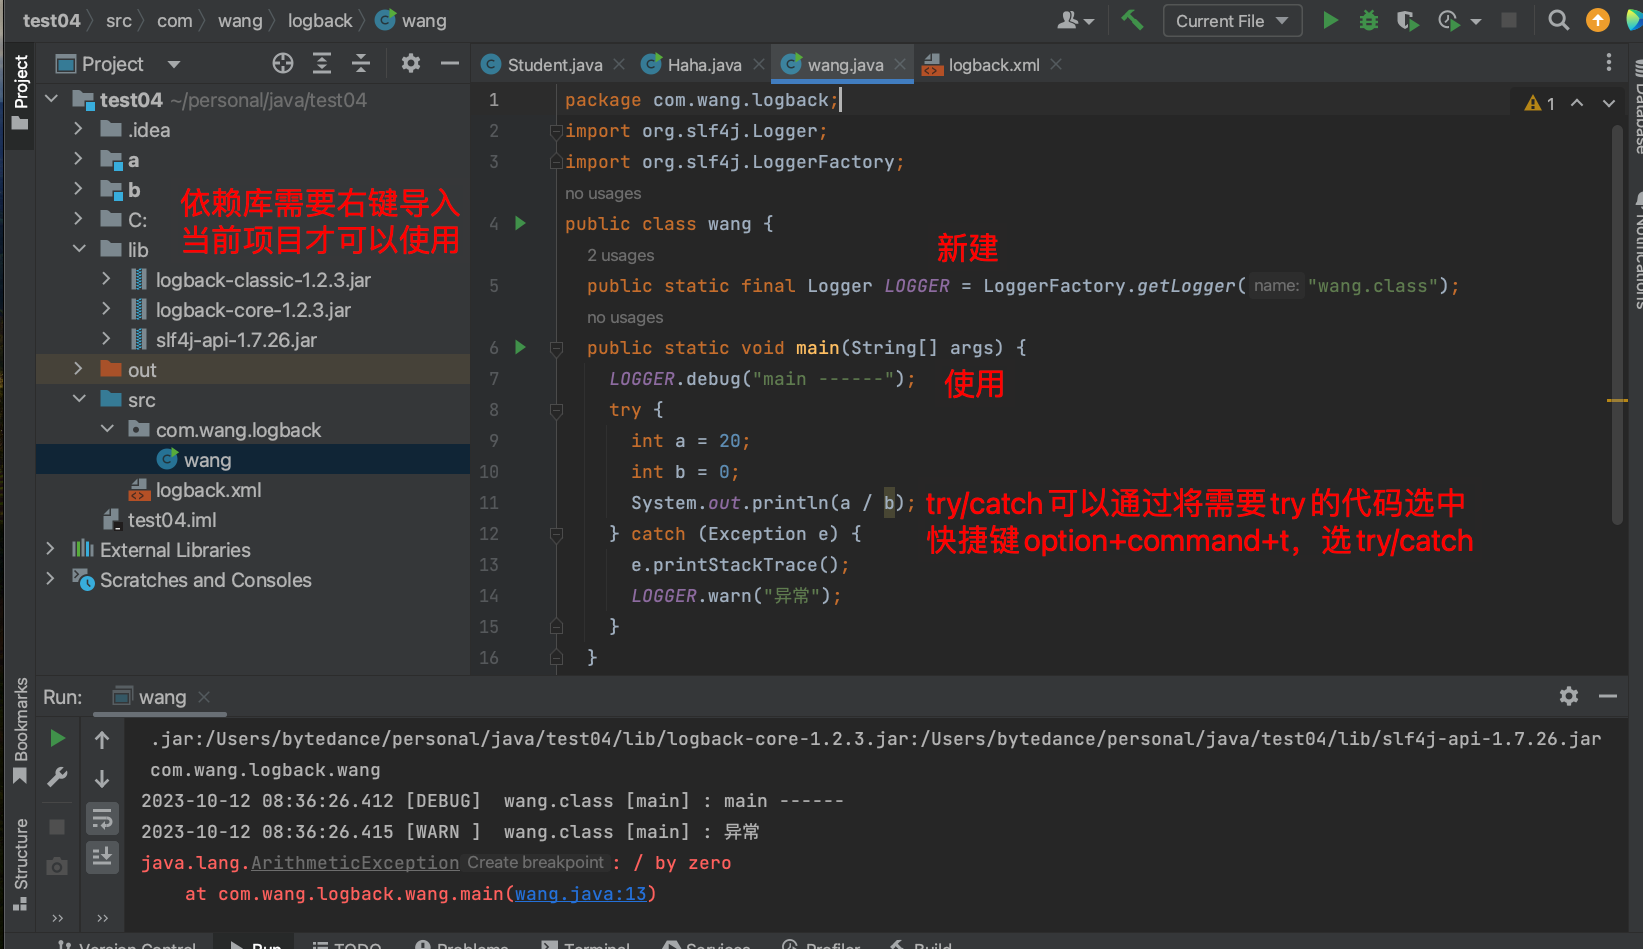 test04 src com wang logback wang
Current File
Project
Project
Student.java Haha.java wang.java logback.xml
test04 ~/personal/java/test04
.idea
a
b
C:
lib
logback-classic-1.2.3.jar
logback-core-1.2.3.jar
slf4j-api-1.7.26.jar
out
src
com.wang.logback
wang
logback.xml
test04.iml
External Libraries
Scratches and Consoles
依赖库需要右键导入
当前项目才可以使用
1 package com.wang.logback;
1
2 import org.slf4j.Logger;
3 import org.slf4j.LoggerFactory;
no usages
4 public class wang {
2 usages
新建
5 public static final Logger LOGGER = LoggerFactory.getLogger( name: "wang.class");
no usages
6 public static void main(String[] args) {
7 LOGGER.debug("main ------");
使用
8 try {
9 int a = 20;
10 int b = 0;
11 System.out.println(a / b);
try/catch可以通过将需要try的代码选中
12 } catch (Exception e) {
快捷键option+command+t，选try/catch
13 e.printStackTrace();
14 LOGGER.warn("异常");
15 }
16 }
Database
Notifications
Bookmarks
Structure
Run: wang
.jar:/Users/bytedance/personal/java/test04/lib/logback-core-1.2.3.jar:/Users/bytedance/personal/java/test04/lib/slf4j-api-1.7.26.jar
com.wang.logback.wang
2023-10-12 08:36:26.412 [DEBUG] wang.class [main] : main ------
2023-10-12 08:36:26.415 [WARN ] wang.class [main] : 异常
java.lang.ArithmeticException Create breakpoint : / by zero
at com.wang.logback.wang.main(wang.java:13)
Version Control Run TODO Problems Terminal Services Profiler Build